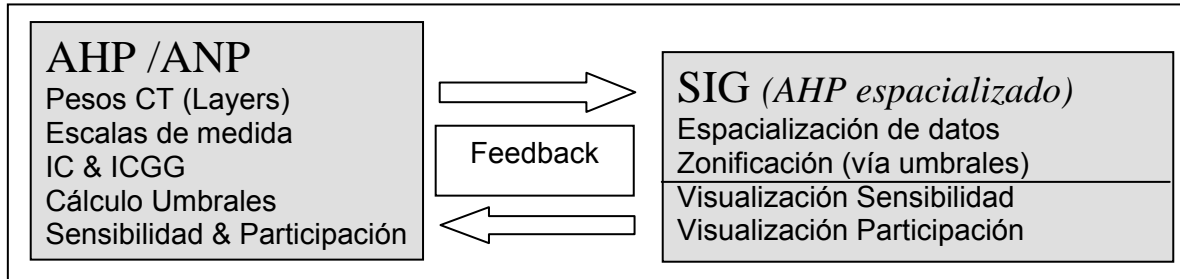 AHP /ANP
Pesos CT (Layers)
Escalas de medida
IC & ICGG
Cálculo Umbrales
Sensibilidad & Participación
Feedback
SIG (AHP espacializado)
Espacialización de datos
Zonificación (vía umbrales)
Visualización Sensibilidad
Visualización Participación